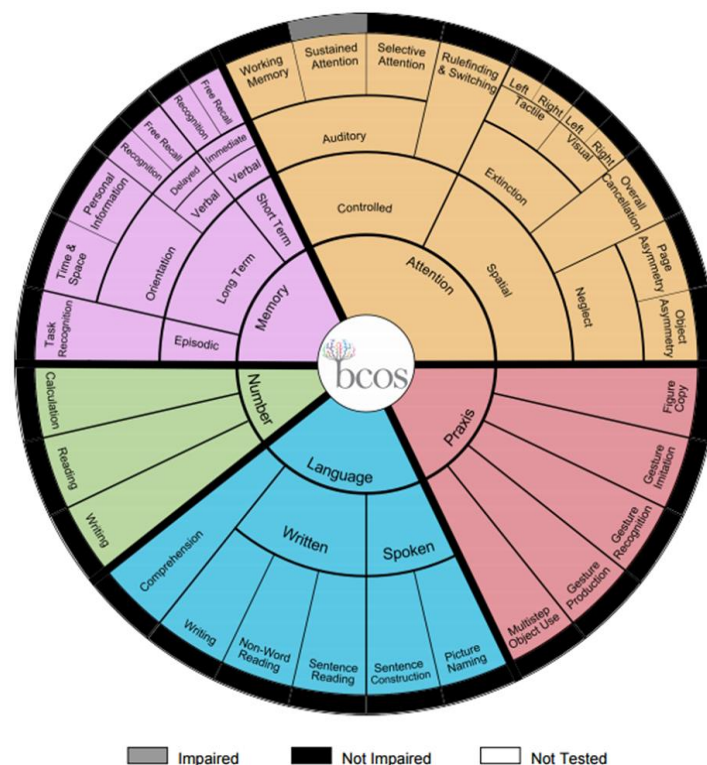 Working
Memory
Sustained
Attention
Selective
Attention
Rulefinding
& Switching
Left
Right
Tactile
Left
Right
Visual
Overall
Cancellation
Page
Asymmetry
Object
Asymmetry
Auditory
Extinction
Neglect
Controlled
Spatial
Attention
Free Recall
Recognition
Immediate
Verbal
Short Term
Free Recall
Recognition
Delayed
Verbal
Long Term
Personal
Information
Time &
Space
Orientation
Task
Recognition
Episodic
Memory
bcos
Number
Calculation
Reading
Writing
Language
Written
Spoken
Comprehension
Writing
Non-Word
Reading
Sentence
Reading
Sentence
Construction
Picture
Naming
Praxis
Figure
Copy
Gesture
Imitation
Gesture
Recognition
Gesture
Production
Multistep
Object Use
Impaired
Not Impaired
Not Tested